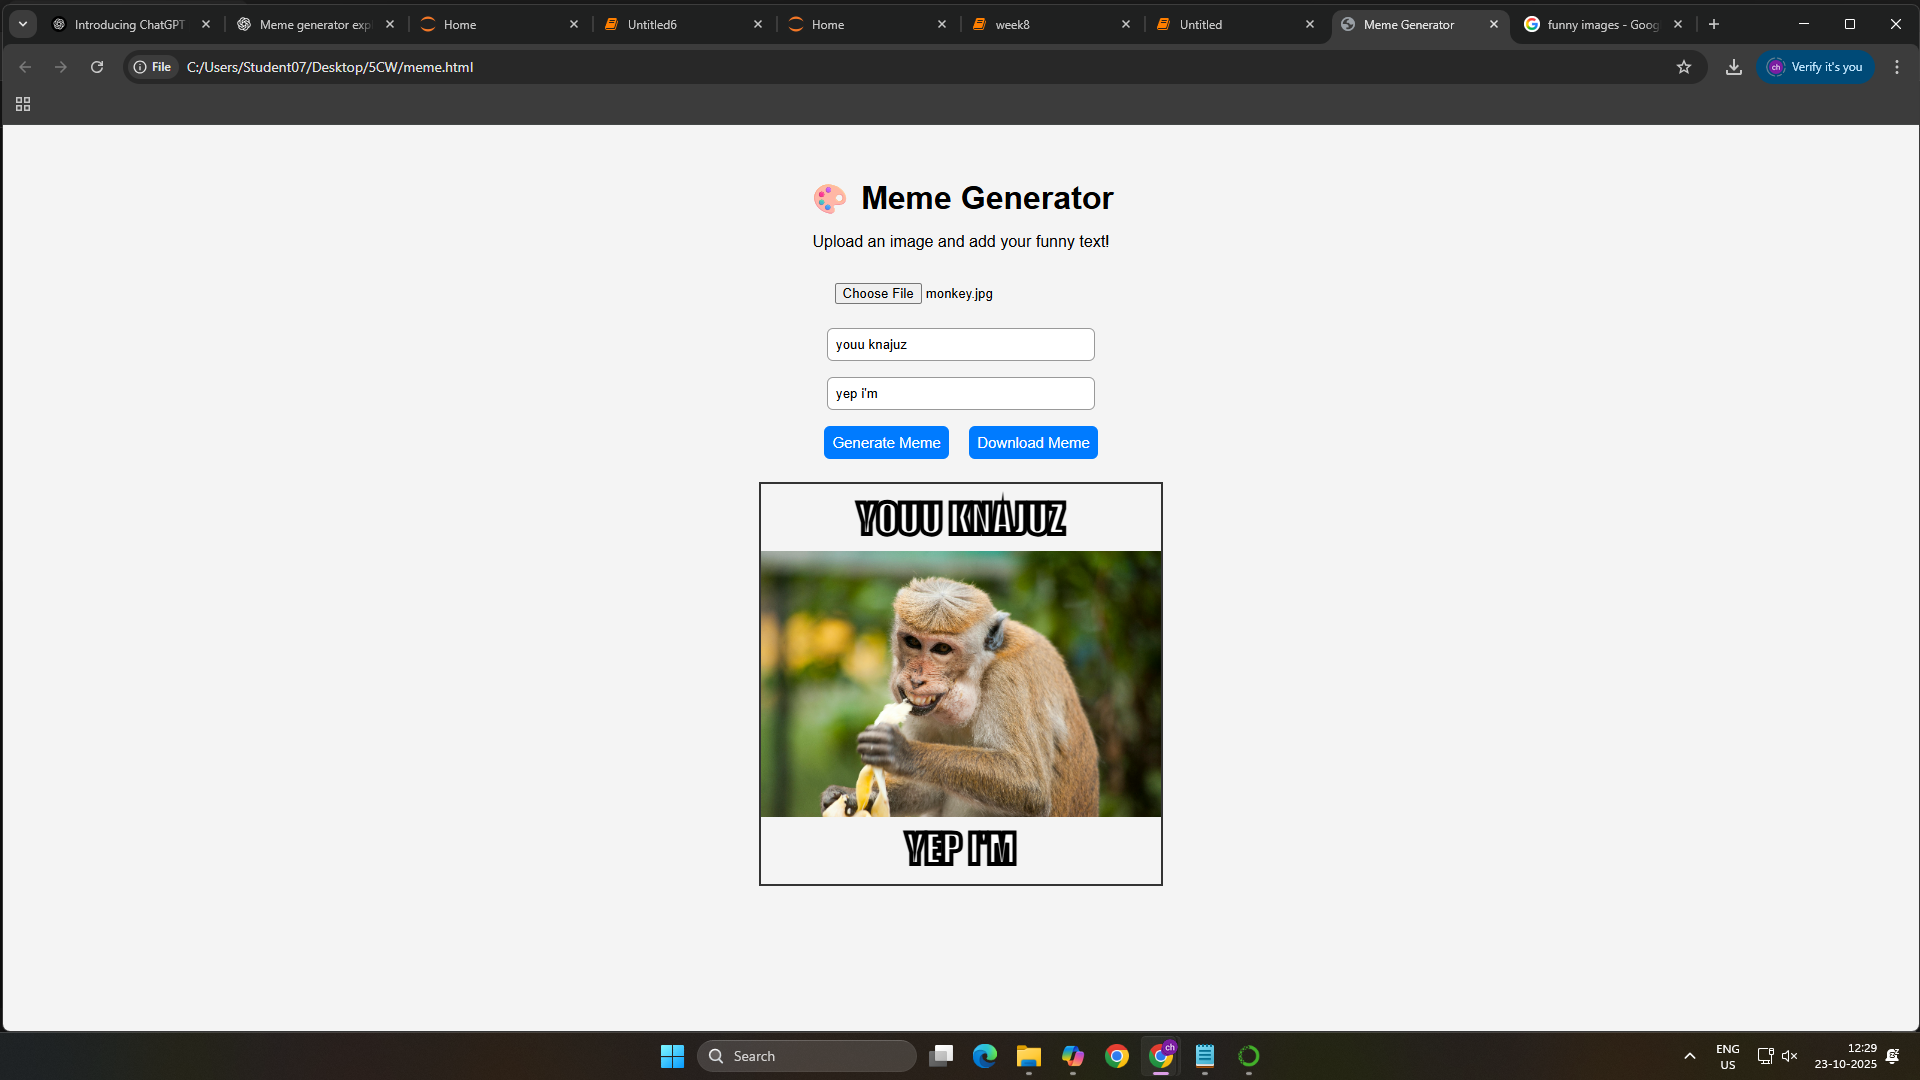 Introducing ChatGPT
Meme generator exp
Home
Untitled6
Home
week8
Untitled
Meme Generator
funny images - Goog
File
C:/Users/Student07/Desktop/5CW/meme.html
ch
Verify it's you
Meme Generator
Upload an image and add your funny text!
Choose File
monkey.jpg
youu knajuz
yep i'm
Generate Meme
Download Meme
YOUU KNAJUZ
YEP I'M
Search
ch
ENG
US
12:29
23-10-2025